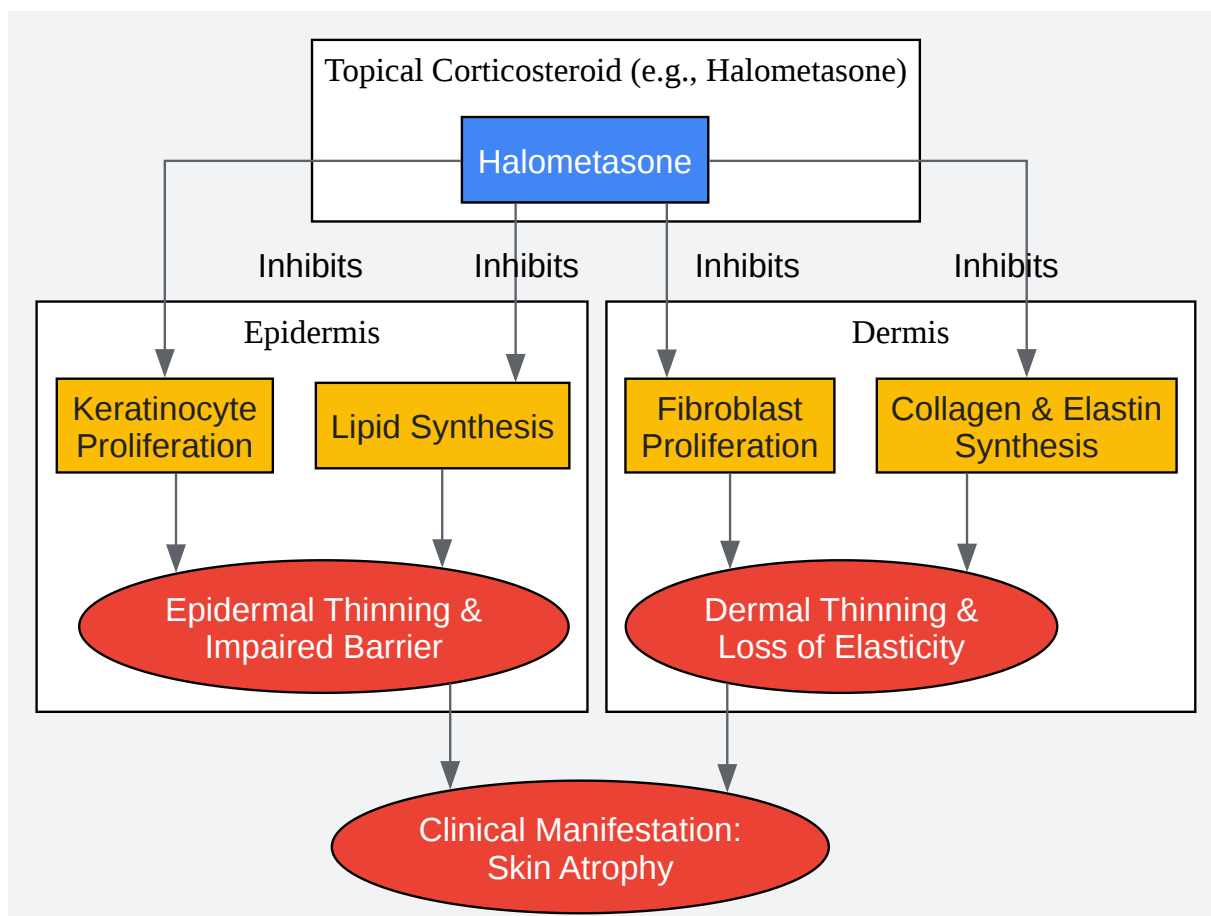 Topical Corticosteroid (e.g., Halometasone)
Halometasone
Inhibits
Inhibits
Inhibits
Inhibits
Epidermis
Dermis
Keratinocyte
Proliferation
Lipid Synthesis
Fibroblast
Proliferation
Collagen & Elastin
Synthesis
Epidermal Thinning &
Impaired Barrier
Dermal Thinning &
Loss of Elasticity
Clinical Manifestation:
Skin Atrophy